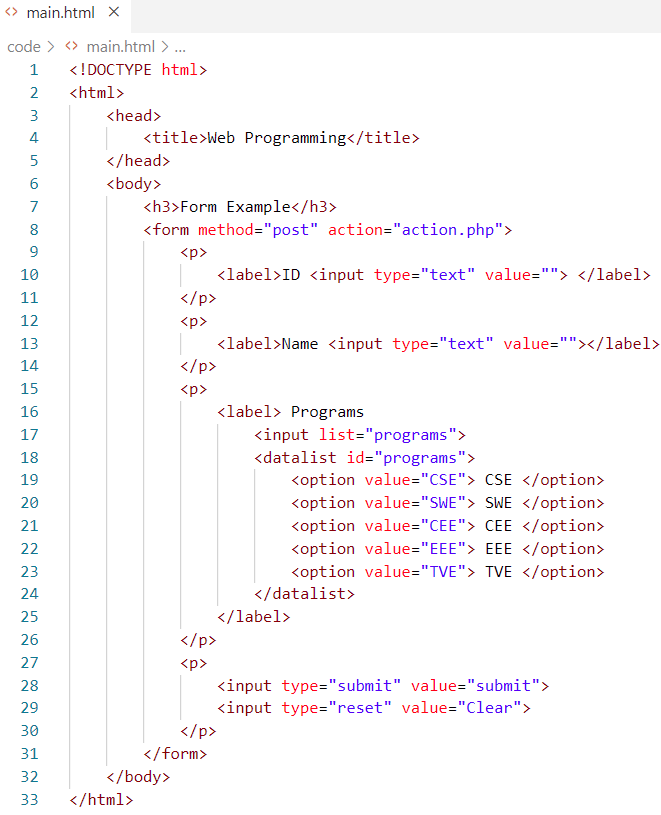 main.html ×
code > main.html > ...
1 <!DOCTYPE html>
2 <html>
3     <head>
4         <title>Web Programming</title>
5     </head>
6     <body>
7         <h3>Form Example</h3>
8         <form method="post" action="action.php">
9             <p>
10                 <label>ID <input type="text" value=""> </label>
11             </p>
12             <p>
13                 <label>Name <input type="text" value=""></label>
14             </p>
15             <p>
16                 <label> Programs
17                     <input list="programs">
18                     <datalist id="programs">
19                         <option value="CSE"> CSE </option>
20                         <option value="SWE"> SWE </option>
21                         <option value="CEE"> CEE </option>
22                         <option value="EEE"> EEE </option>
23                         <option value="TVE"> TVE </option>
24                     </datalist>
25                 </label>
26             </p>
27             <p>
28                 <input type="submit" value="submit">
29                 <input type="reset" value="Clear">
30             </p>
31         </form>
32     </body>
33 </html>